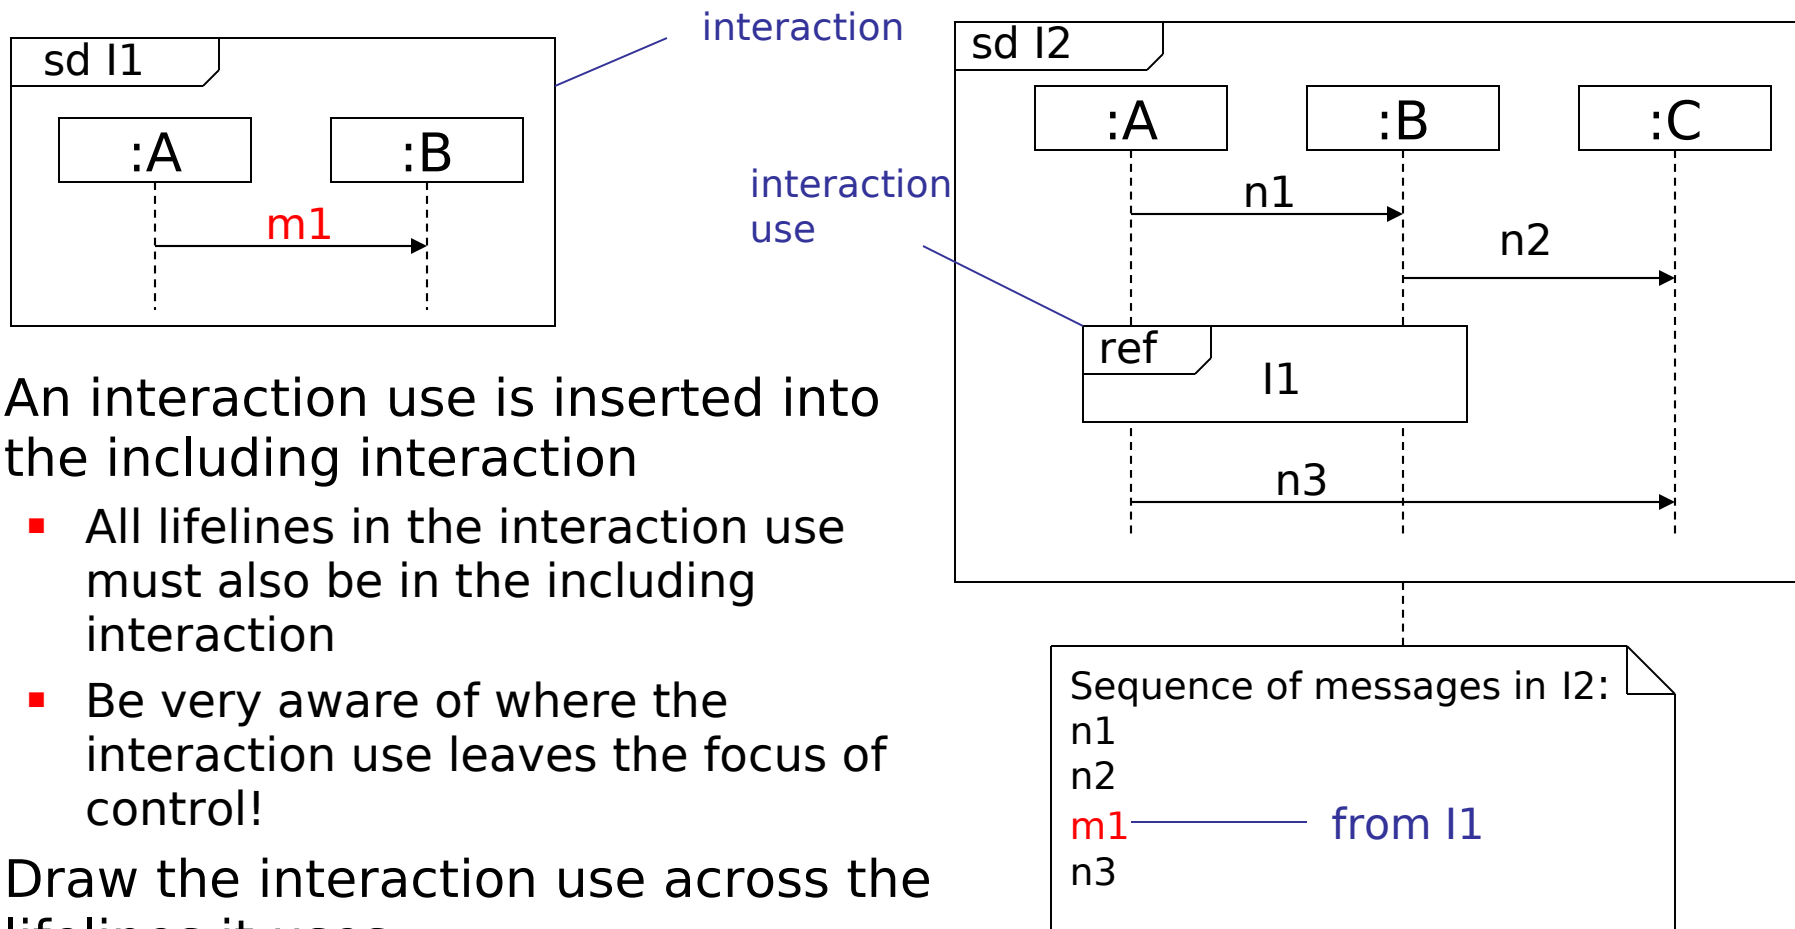 interaction
sd I1
:A
:B
m1
interaction
use
sd I2
:A
:B
:C
n1
n2
ref
I1
n3
An interaction use is inserted into
the including interaction
All lifelines in the interaction use
must also be in the including
interaction
Be very aware of where the
interaction use leaves the focus of
control!
Draw the interaction use across the
lifelines it uses
Sequence of messages in I2:
n1
n2
m1
from I1
n3